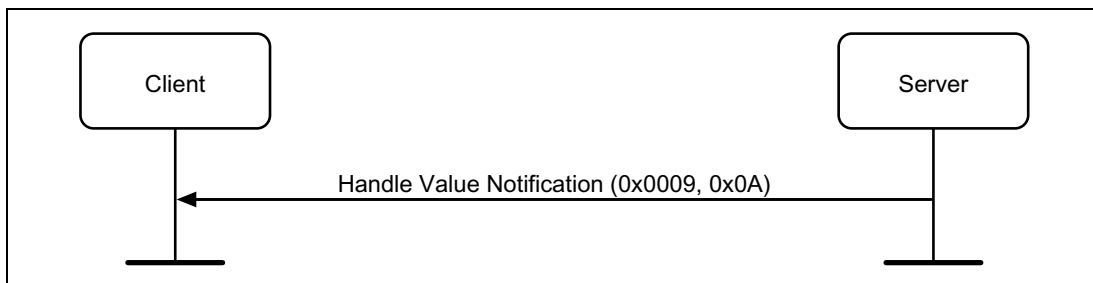 Client
Server
Handle Value Notification (0x0009, 0x0A)